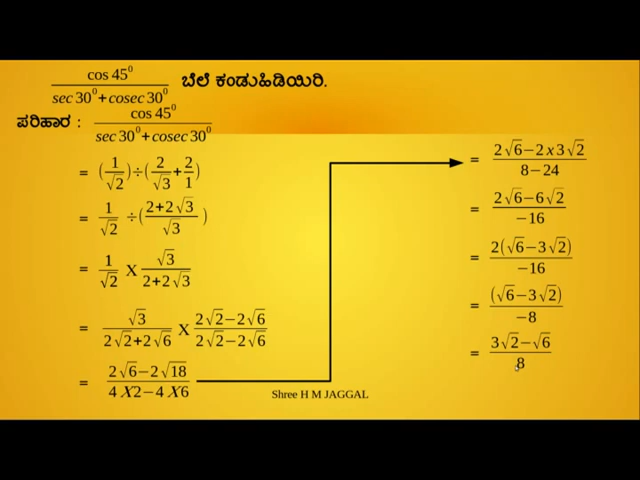 cos 45⁰ / sec 30⁰ + cosec 30⁰ ಬೆಲೆ ಕಂಡುಹಿಡಿಯಿರಿ.
ಪರಿಹಾರ : cos 45⁰ / sec 30⁰ + cosec 30⁰
= (1/√2) ÷ (2/√3 + 2/1)
= 1/√2 ÷ ((2+2√3)/√3)
= 1/√2 X √3/(2+2√3)
= √3/(2√2+2√6) X (2√2−2√6)/(2√2−2√6)
= (2√6−2√18)/(4 X2−4 X6)
= (2√6−2 x 3√2)/(8−24)
= (2√6−6√2)/−16
= 2(√6−3√2)/−16
= (√6−3√2)/−8
= (3√2−√6)/8
Shree H M JAGGAL